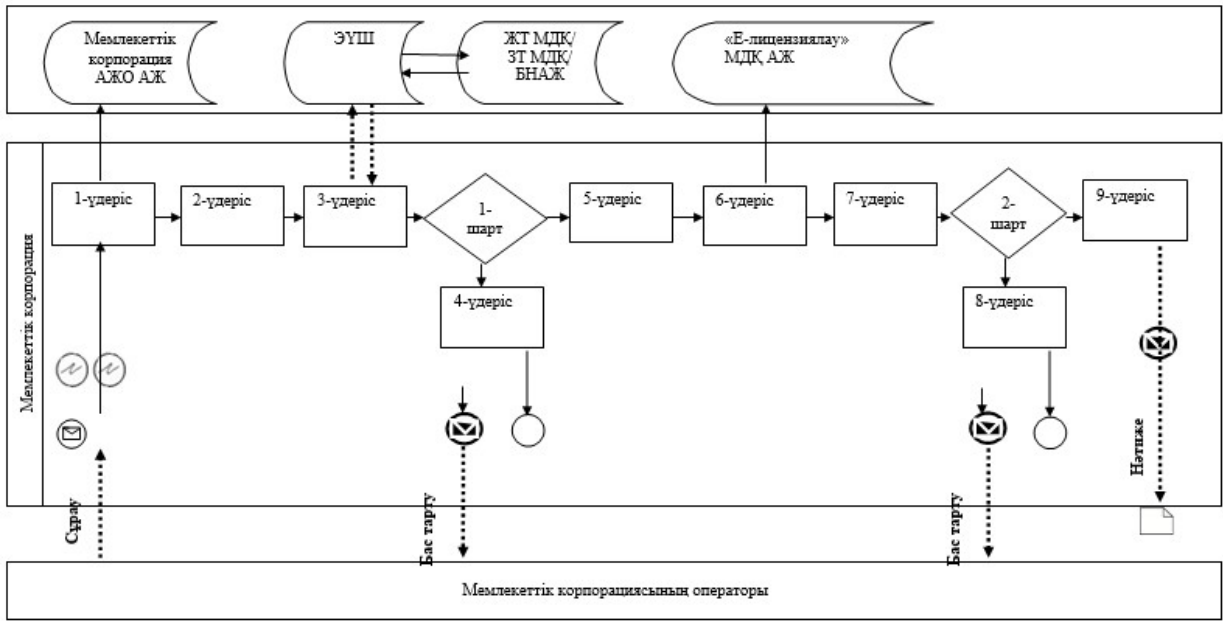 Мемлекеттік
корпорация
АЖО АЖ
ЭҮШ
ЖТ МДҚ/
ЗТ МДҚ/
БНАЖ
«Е-лицензиялау»
МДҚ АЖ
Мемлекеттік корпорация
1-үдеріс
2-үдеріс
3-үдеріс
1-
шарт
5-үдеріс
6-үдеріс
7-үдеріс
2-
шарт
9-үдеріс
4-үдеріс
8-үдеріс
Сұрау
Бас тарту
Бас тарту
Нәтиже
Мемлекеттік корпорациясының операторы